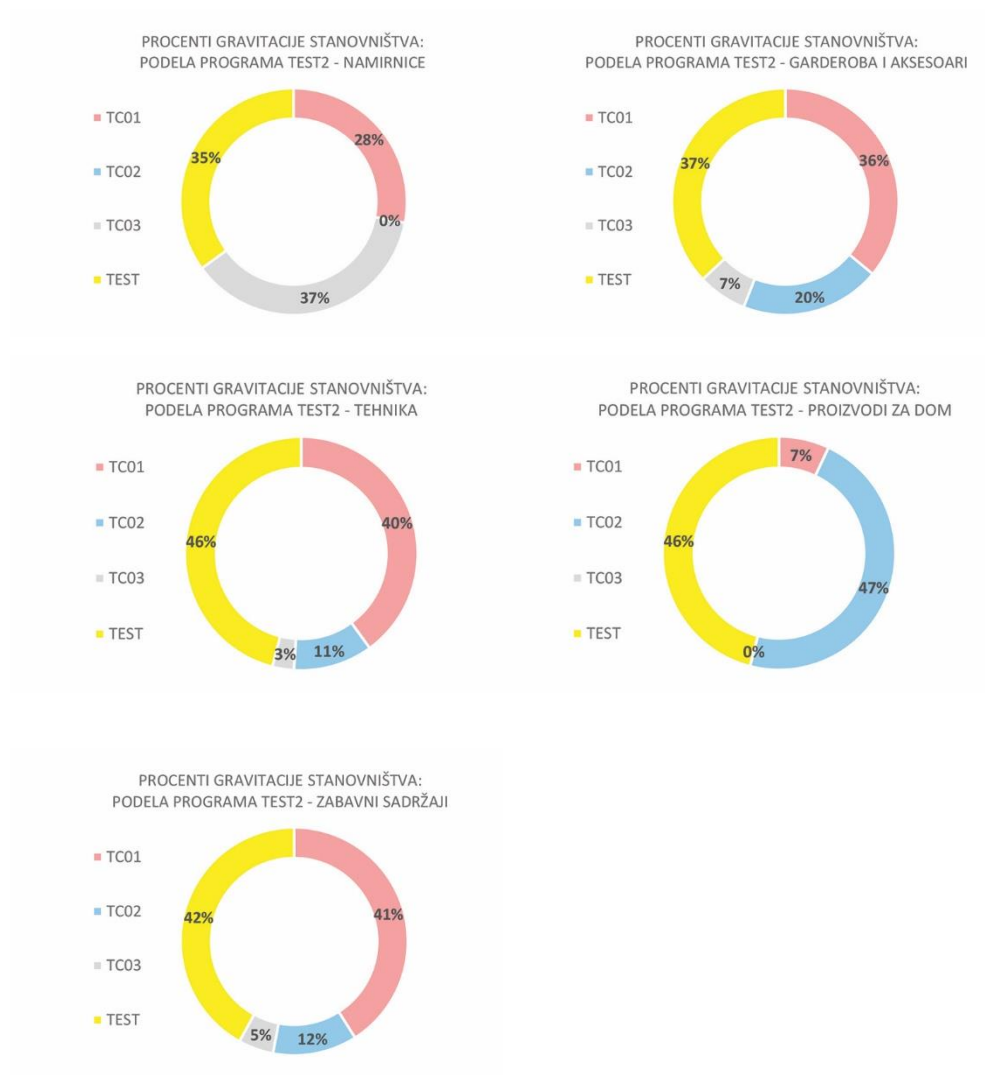 PROCENTI GRAVITACIJE STANOVNIŠTVA:
PODELA PROGRAMA TEST2 - NAMIRNICE
TC01
TC02
TC03
TEST
28%
0%
37%
35%
PROCENTI GRAVITACIJE STANOVNIŠTVA:
PODELA PROGRAMA TEST2 - GARDEROBA I AKSESOARI
TC01
TC02
TC03
TEST
36%
20%
7%
37%
PROCENTI GRAVITACIJE STANOVNIŠTVA:
PODELA PROGRAMA TEST2 - TEHNIKA
TC01
TC02
TC03
TEST
40%
11%
3%
46%
PROCENTI GRAVITACIJE STANOVNIŠTVA:
PODELA PROGRAMA TEST2 - PROIZVODI ZA DOM
TC01
TC02
TC03
TEST
7%
47%
0%
46%
PROCENTI GRAVITACIJE STANOVNIŠTVA:
PODELA PROGRAMA TEST2 - ZABAVNI SADRŽAJI
TC01
TC02
TC03
TEST
41%
12%
5%
42%